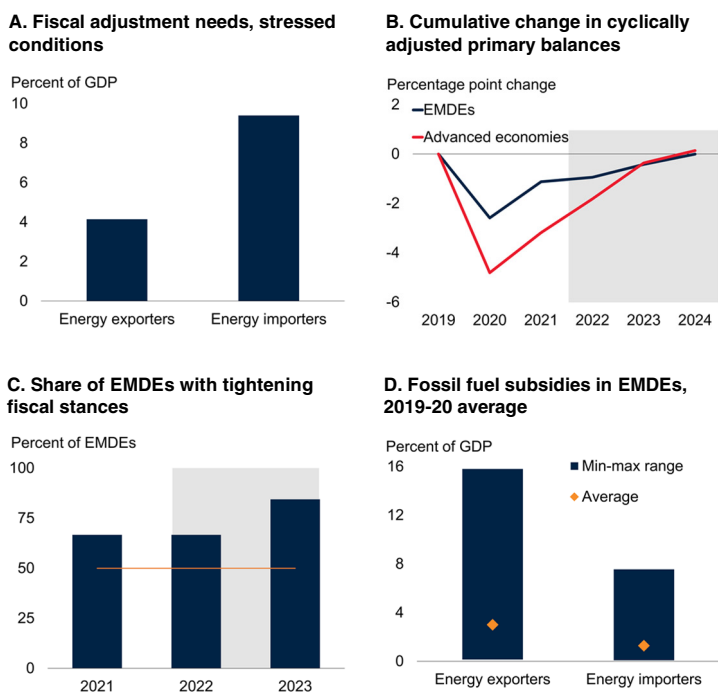 A. Fiscal adjustment needs, stressed
conditions
Percent of GDP
10
8
6
4
2
0
Energy exporters
Energy importers
B. Cumulative change in cyclically
adjusted primary balances
Percentage point change
2
EMDEs
Advanced economies
0
-2
-4
-6
2019
2020
2021
2022
2023
2024
C. Share of EMDEs with tightening
fiscal stances
Percent of EMDEs
100
75
50
25
0
2021
2022
2023
D. Fossil fuel subsidies in EMDEs,
2019-20 average
Percent of GDP
16
Min-max range
Average
12
8
4
0
Energy exporters
Energy importers